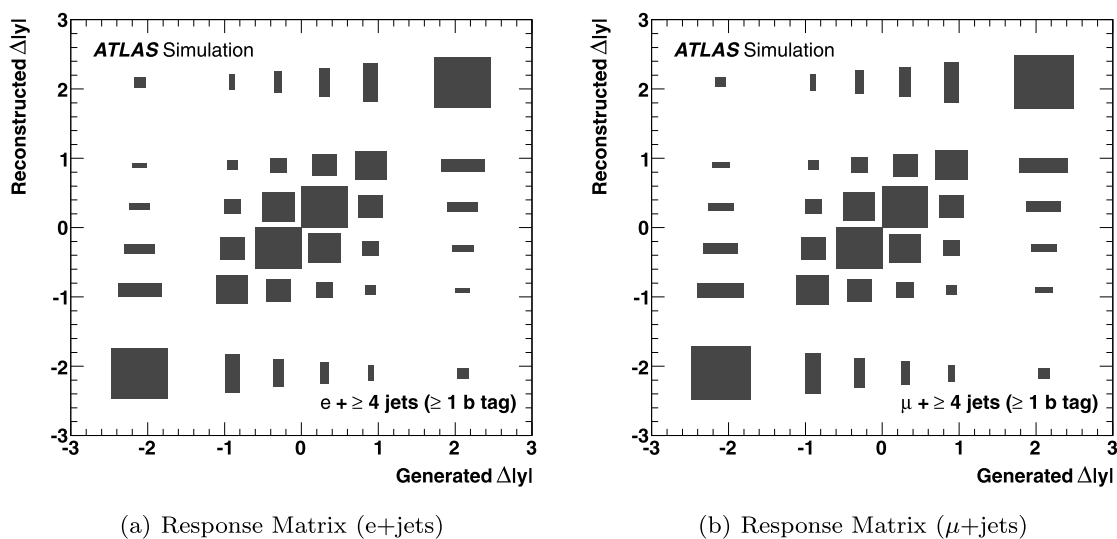 Reconstructed Δ|y|
3
2
1
0
-1
-2
-3
ATLAS Simulation
e + ≥ 4 jets (≥ 1 b tag)
-3 -2 -1 0 1 2 3
Generated Δ|y|
(a) Response Matrix (e+jets)
Reconstructed Δ|y|
3
2
1
0
-1
-2
-3
ATLAS Simulation
μ + ≥ 4 jets (≥ 1 b tag)
-3 -2 -1 0 1 2 3
Generated Δ|y|
(b) Response Matrix (μ+jets)